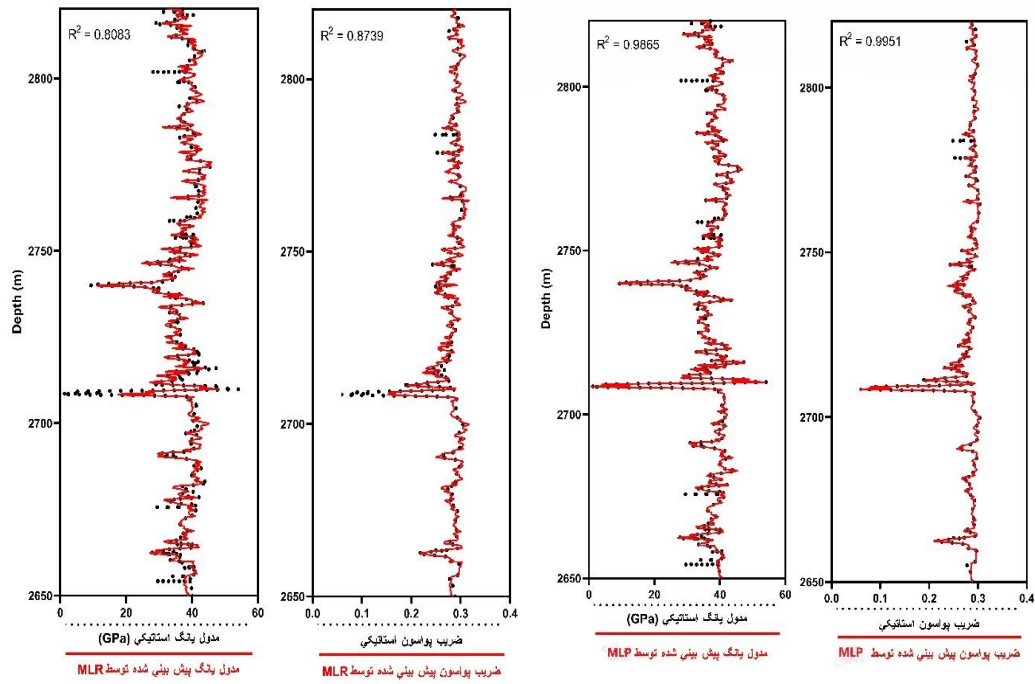 R² = 0.8083
Depth (m)
2800
2750
2700
2650
0 20 40 60
مدول يانگ استاتيكي (GPa)
مدول يانگ پيش بيني شده توسط MLR
R² = 0.8739
2800
2750
2700
2650
0.0 0.1 0.2 0.3 0.4
ضريب پواسون استاتيكي
ضريب پواسون پيش بيني شده توسط MLR
R² = 0.9865
Depth (m)
2800
2750
2700
2650
0 20 40 60
مدول يانگ استاتيكي (GPa)
مدول يانگ پيش بيني شده توسط MLP
R² = 0.9951
2800
2750
2700
2650
0.0 0.1 0.2 0.3 0.4
ضريب پواسون استاتيكي
ضريب پواسون پيش بيني شده توسط MLP